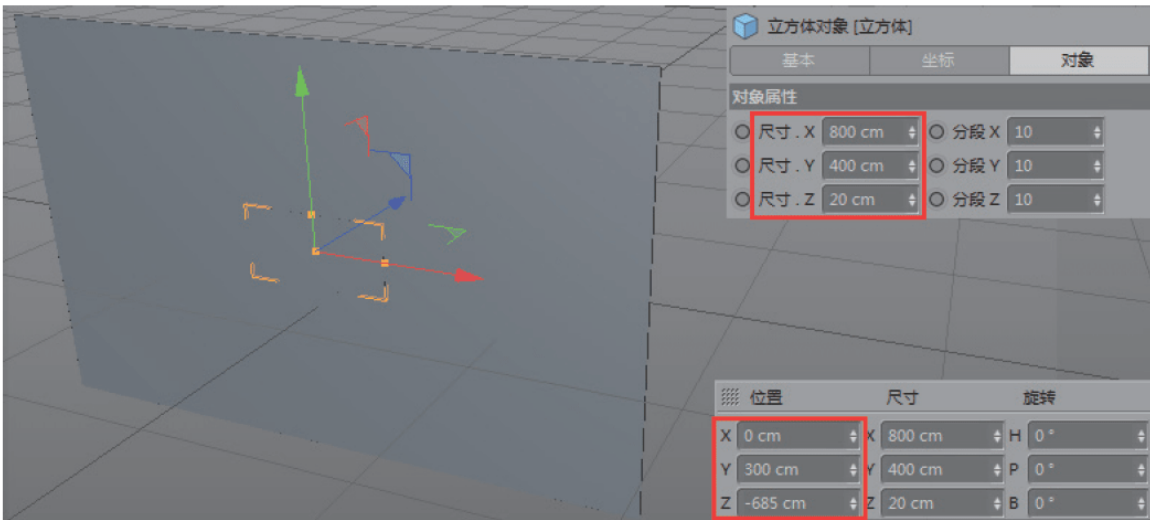 立方体对象 [立方体]
基本 坐标 对象
对象属性
尺寸 . X 800 cm 分段 X 10
尺寸 . Y 400 cm 分段 Y 10
尺寸 . Z 20 cm 分段 Z 10
位置 尺寸 旋转
X 0 cm X 800 cm H 0 °
Y 300 cm Y 400 cm P 0 °
Z -685 cm Z 20 cm B 0 °